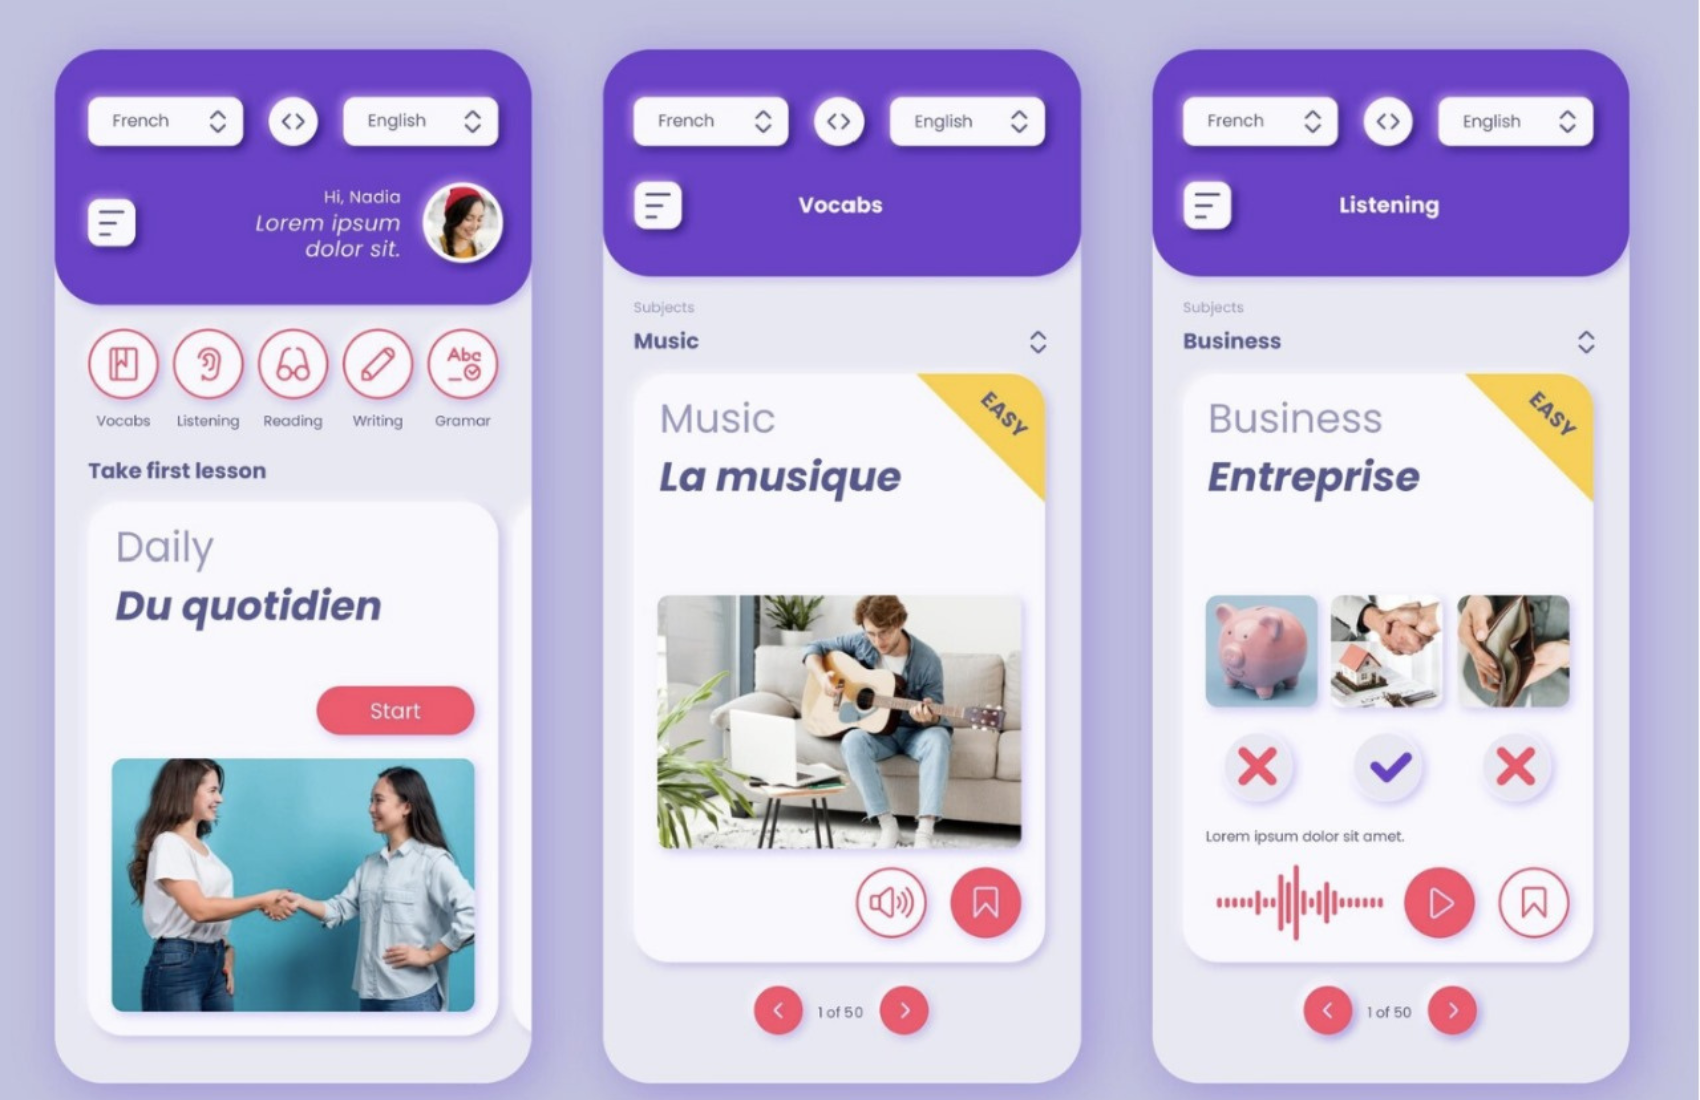 French
English
Hi, Nadia
Lorem ipsum
dolor sit.
Vocabs
Listening
Reading
Abc
Writing
Gramar
Take first lesson
Daily
Du quotidien
Start
French
English
Vocabs
Subjects
Music
EASY
Music
La musique
1 of 50
French
English
Listening
Subjects
Business
EASY
Business
Entreprise
Lorem ipsum dolor sit amet.
1 of 50